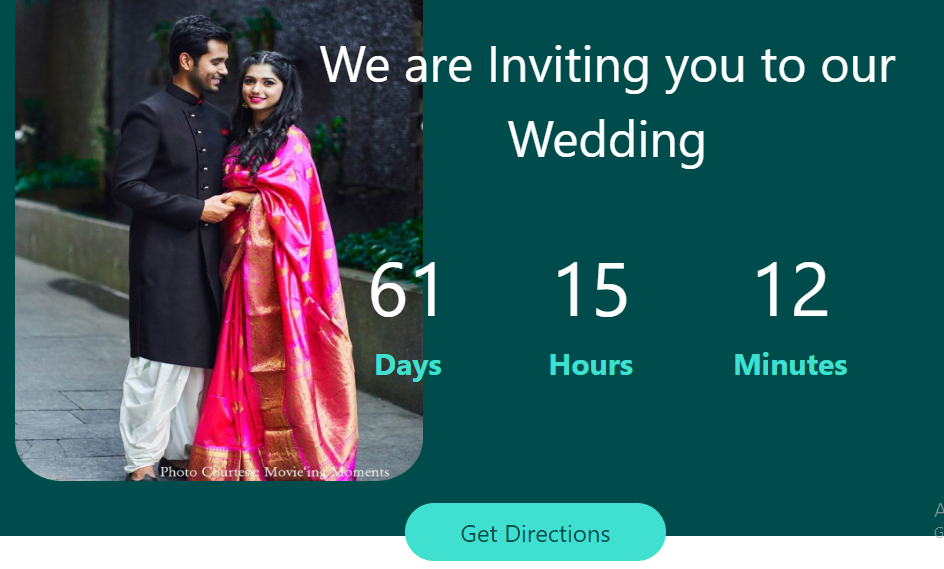 We are Inviting you to our
Wedding
61 15 12
Days Hours Minutes
Photo Courtesy: Movie'ing Moments
Get Directions